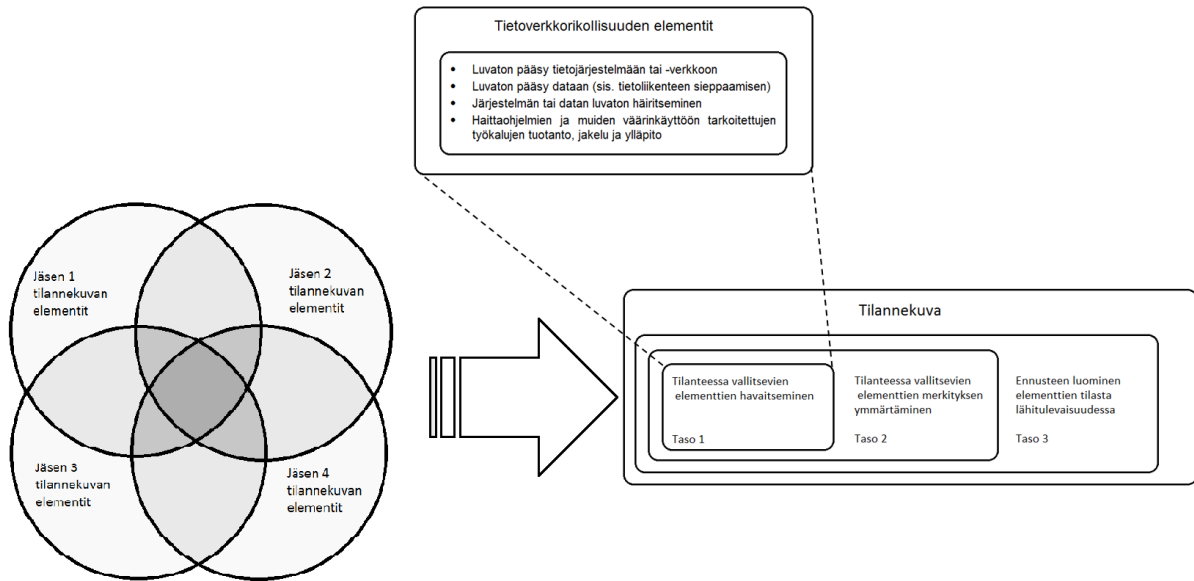 Tietoverkkorikollisuuden elementit
• Luvaton pääsy tietojärjestelmään tai -verkkoon
• Luvaton pääsy dataan (sis. tietoliikenteen sieppaamisen)
• Järjestelmän tai datan luvaton häiritseminen
• Haittaohjelmien ja muiden väärinkäyttöön tarkoitettujen
työkalujen tuotanto, jakelu ja ylläpito
Jäsen 1
tilannekuvan
elementit
Jäsen 2
tilannekuvan
elementit
Jäsen 3
tilannekuvan
elementit
Jäsen 4
tilannekuvan
elementit
Tilannekuva
Tilanteessa vallitsevien
elementtien havaitseminen
Taso 1
Tilanteessa vallitsevien
elementtien merkityksen
ymmärtäminen
Taso 2
Ennusteen luominen
elementtien tilasta
lähitulevaisuudessa
Taso 3